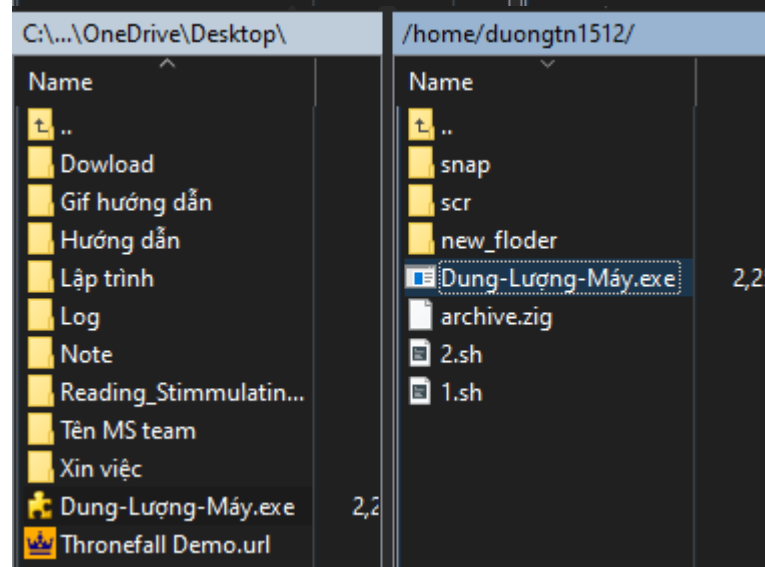 C:\...\OneDrive\Desktop\
Name
..
Dowload
Gif hướng dẫn
Hướng dẫn
Lập trình
Log
Note
Reading_Stimmulatin...
Tên MS team
Xin việc
Dung-Lượng-Máy.exe 2,2
Thronefall Demo.url
/home/duongtn1512/
Name
..
snap
scr
new_floder
Dung-Lượng-Máy.exe 2,2
archive.zig
2.sh
1.sh